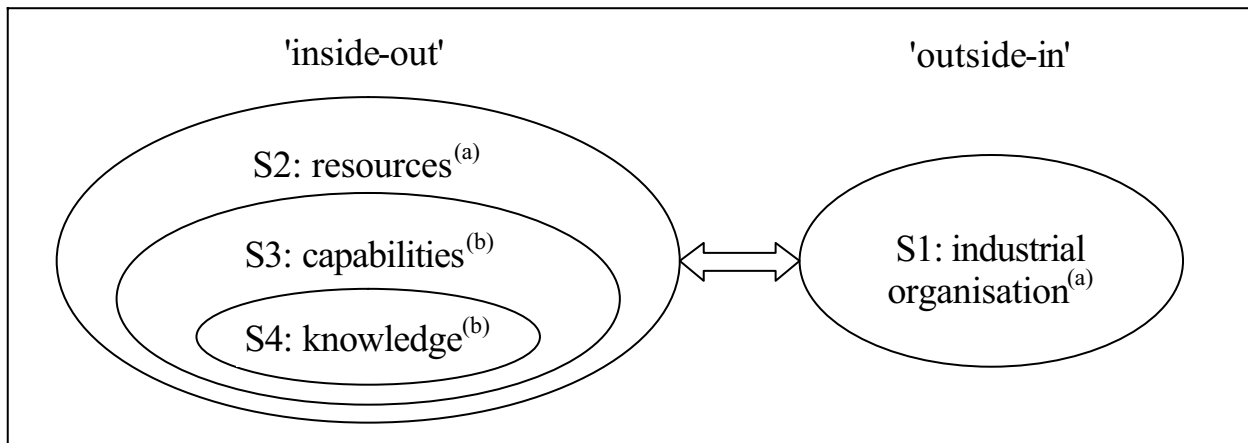 'inside-out'
'outside-in'
S2: resources(a)
S3: capabilities(b)
S4: knowledge(b)
S1: industrial
organisation(a)